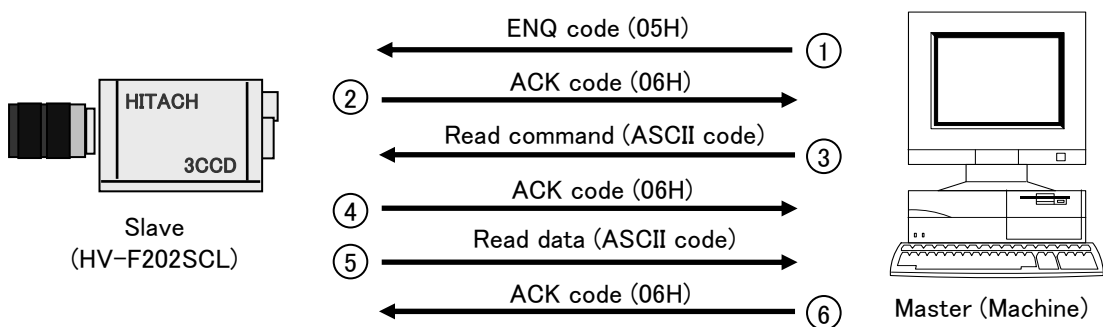 ENQ code (05H)
①
HITACH
3CCD
②
ACK code (06H)
Read command (ASCII code)
③
④
ACK code (06H)
Slave
(HV-F202SCL)
Read data (ASCII code)
⑤
ACK code (06H)
⑥
Master (Machine)